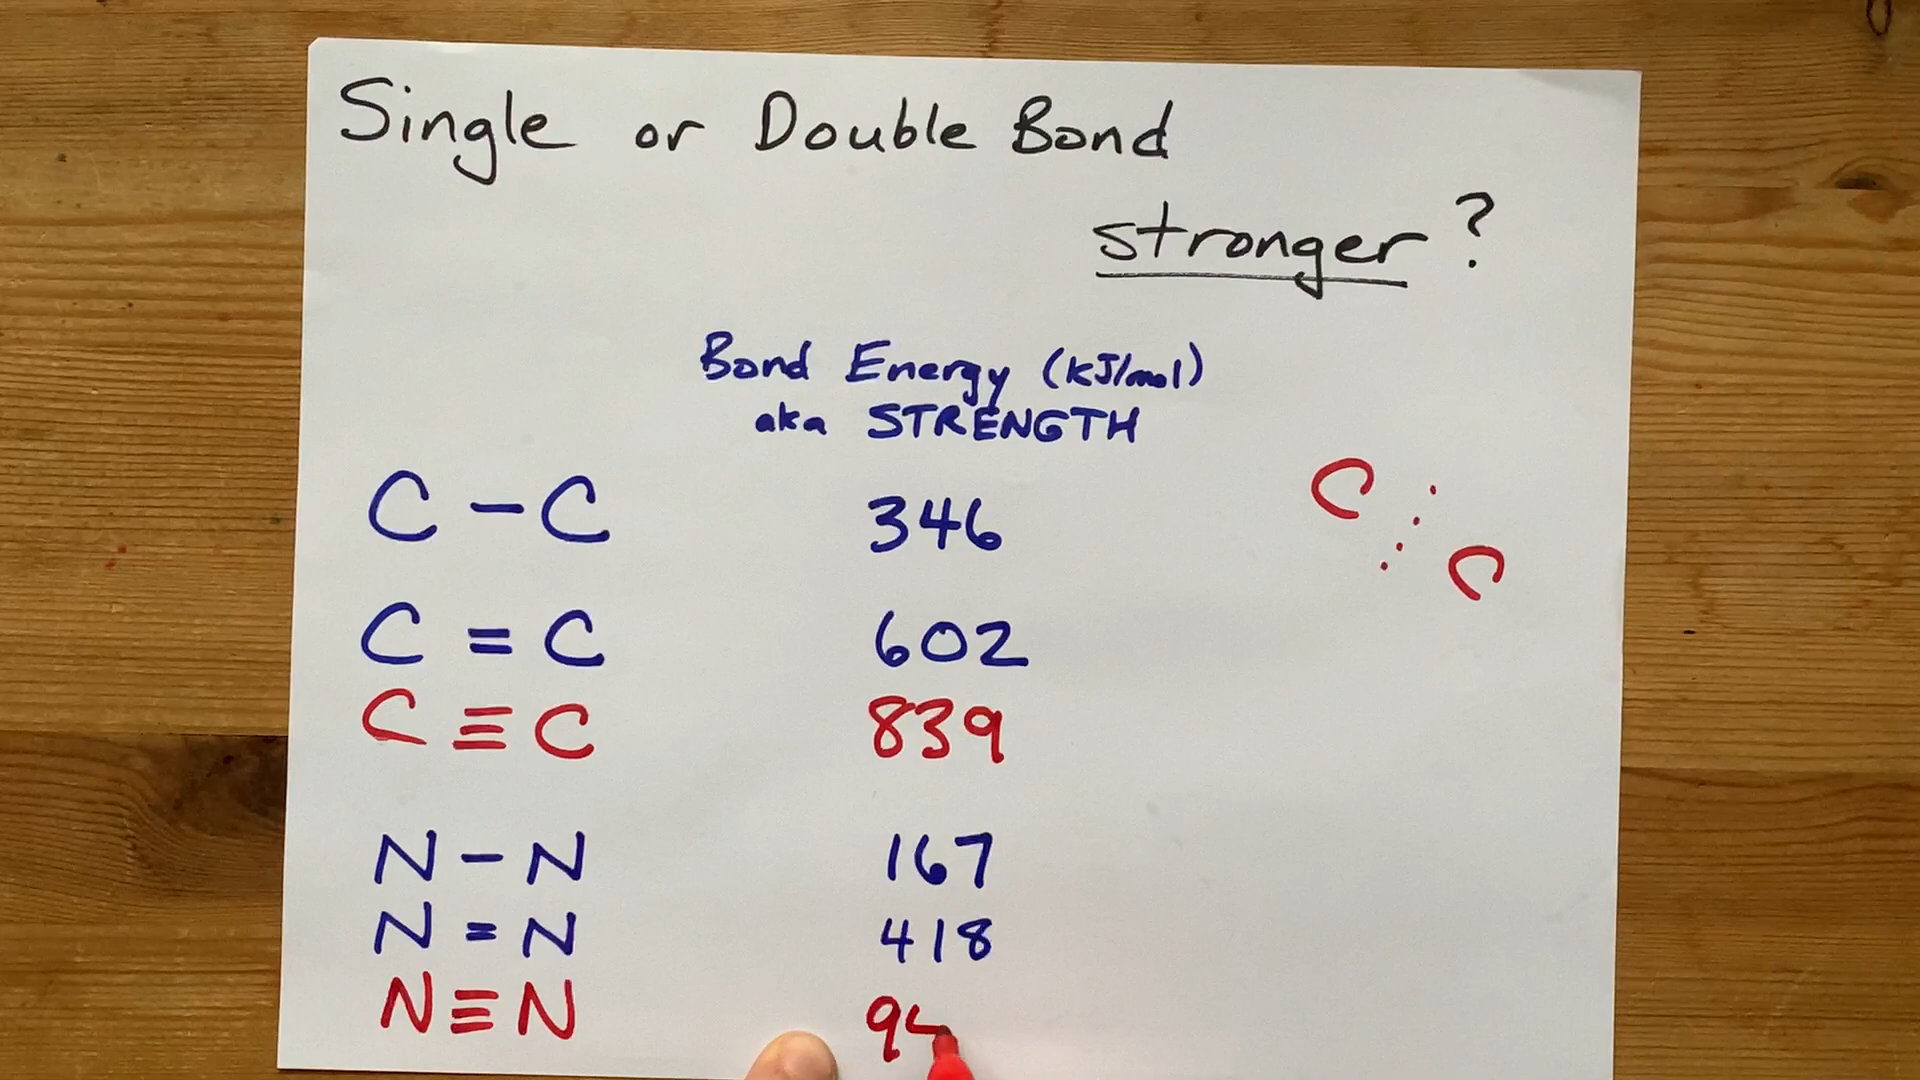 Single or Double Bond
stronger?
Bond Energy (kJ/mol)
aka STRENGTH
C - C 346
C = C 602
C ≡ C 839
N - N 167
N = N 418
N ≡ N
C : : C